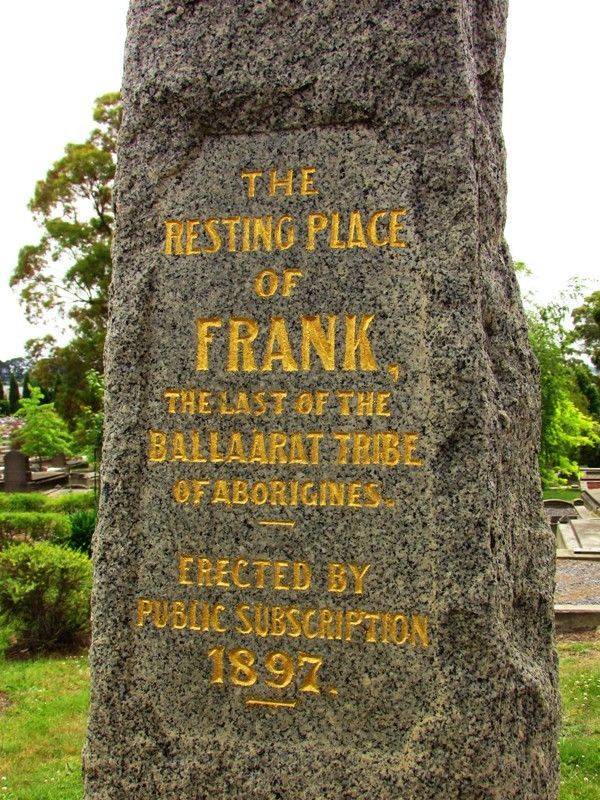 THE
RESTING PLACE
OF
FRANK,
THE LAST OF THE
BALLAARAT TRIBE
OF ABORIGINES.
ERECTED BY
PUBLIC SUBSCRIPTION
1897.